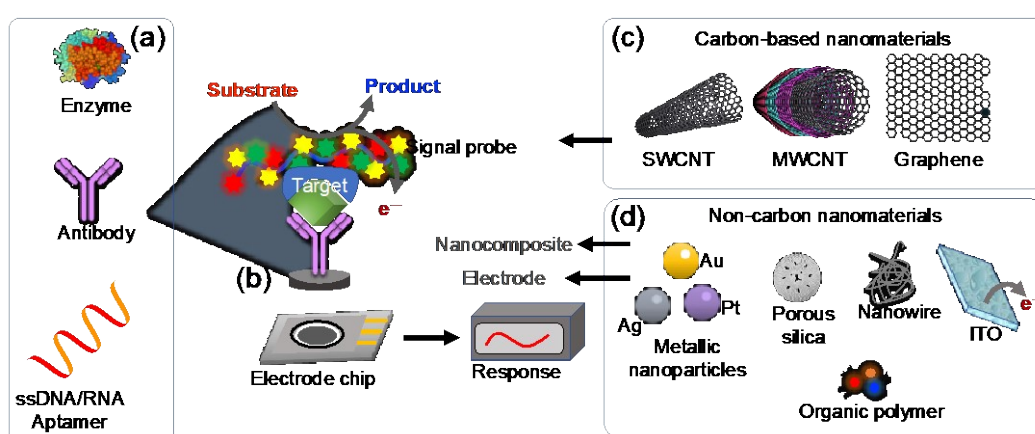 (a)
Enzyme
Antibody
ssDNA/RNA
Aptamer
Substrate
Product
Signal probe
Target
e⁻
(b)
Nanocomposite
Electrode
Electrode chip
Response
(c)
Carbon-based nanomaterials
SWCNT
MWCNT
Graphene
(d)
Non-carbon nanomaterials
Au
Ag
Pt
Metallic
nanoparticles
Porous
silica
Nanowire
ITO
e
Organic polymer